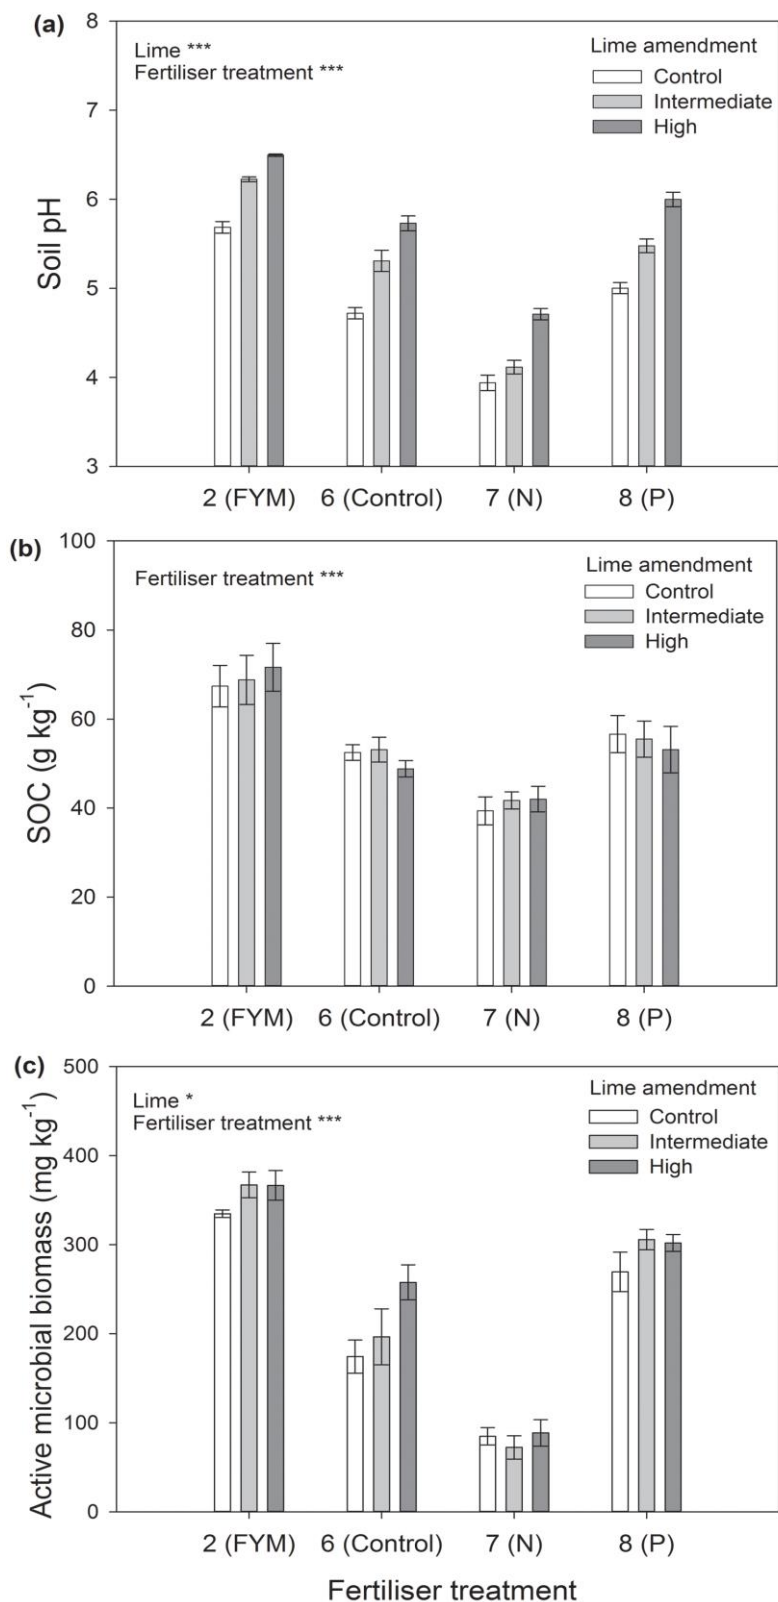 (a)
Lime ***
Fertiliser treatment ***
Lime amendment
Control
Intermediate
High
Soil pH
8
7
6
5
4
3
2 (FYM) 6 (Control) 7 (N) 8 (P)
(b)
Fertiliser treatment ***
Lime amendment
Control
Intermediate
High
SOC (g kg⁻¹)
100
80
60
40
20
0
2 (FYM) 6 (Control) 7 (N) 8 (P)
(c)
Lime *
Fertiliser treatment ***
Lime amendment
Control
Intermediate
High
Active microbial biomass (mg kg⁻¹)
500
400
300
200
100
0
2 (FYM) 6 (Control) 7 (N) 8 (P)
Fertiliser treatment